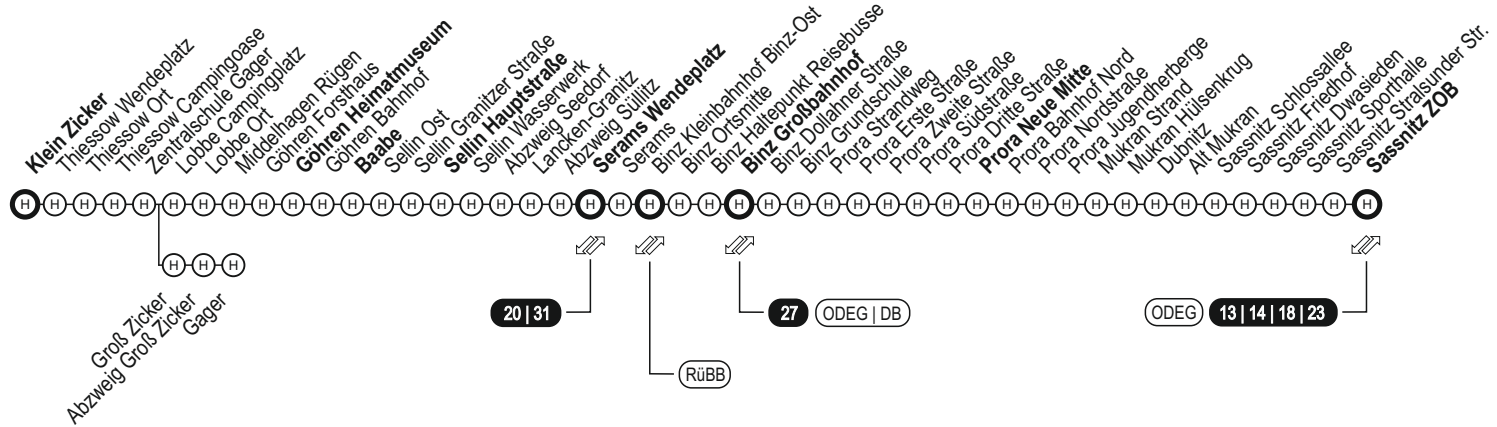 Klein Zicker
Thiessow Wendeplatz
Thiessow Ort
Thiessow Campingoase
Zentralschule Gager
Lobbe Campingplatz
Lobbe Ort
Middelhagen Rügen
Göhren Forsthaus
Göhren Heimatmuseum
Göhren Bahnhof
Baabe
Sellin Ost
Sellin Granitzer Straße
Sellin Hauptstraße
Sellin Wasserwerk
Abzweig Seedorf
Lancken-Granitz
Abzweig Süllitz
Serams Wendeplatz
Serams
Binz Kleinbahnhof Binz-Ost
Binz Ortsmitte
Binz Haltepunkt Reisebusse
Binz Großbahnhof
Binz Dollahner Straße
Binz Grundschule
Prora Strandweg
Prora Erste Straße
Prora Zweite Straße
Prora Südstraße
Prora Dritte Straße
Prora Neue Mitte
Prora Bahnhof Nord
Prora Nordstraße
Prora Jugendherberge
Mukran Strand
Mukran Hülsenkrug
Dubnitz
Alt Mukran
Sassnitz Schlossallee
Sassnitz Friedhof
Sassnitz Dwasieden
Sassnitz Sporthalle
Sassnitz Stralsunder Str.
Sassnitz ZOB
H H H H H H H H H H H H H H H H H H H H H H H H H H H H H H H H H H H H H H H H H H H H H H
H H H
Groß Zicker
Abzweig Groß Zicker
Gager
20 | 31
27
ODEG | DB
ODEG
13 | 14 | 18 | 23
RüBB